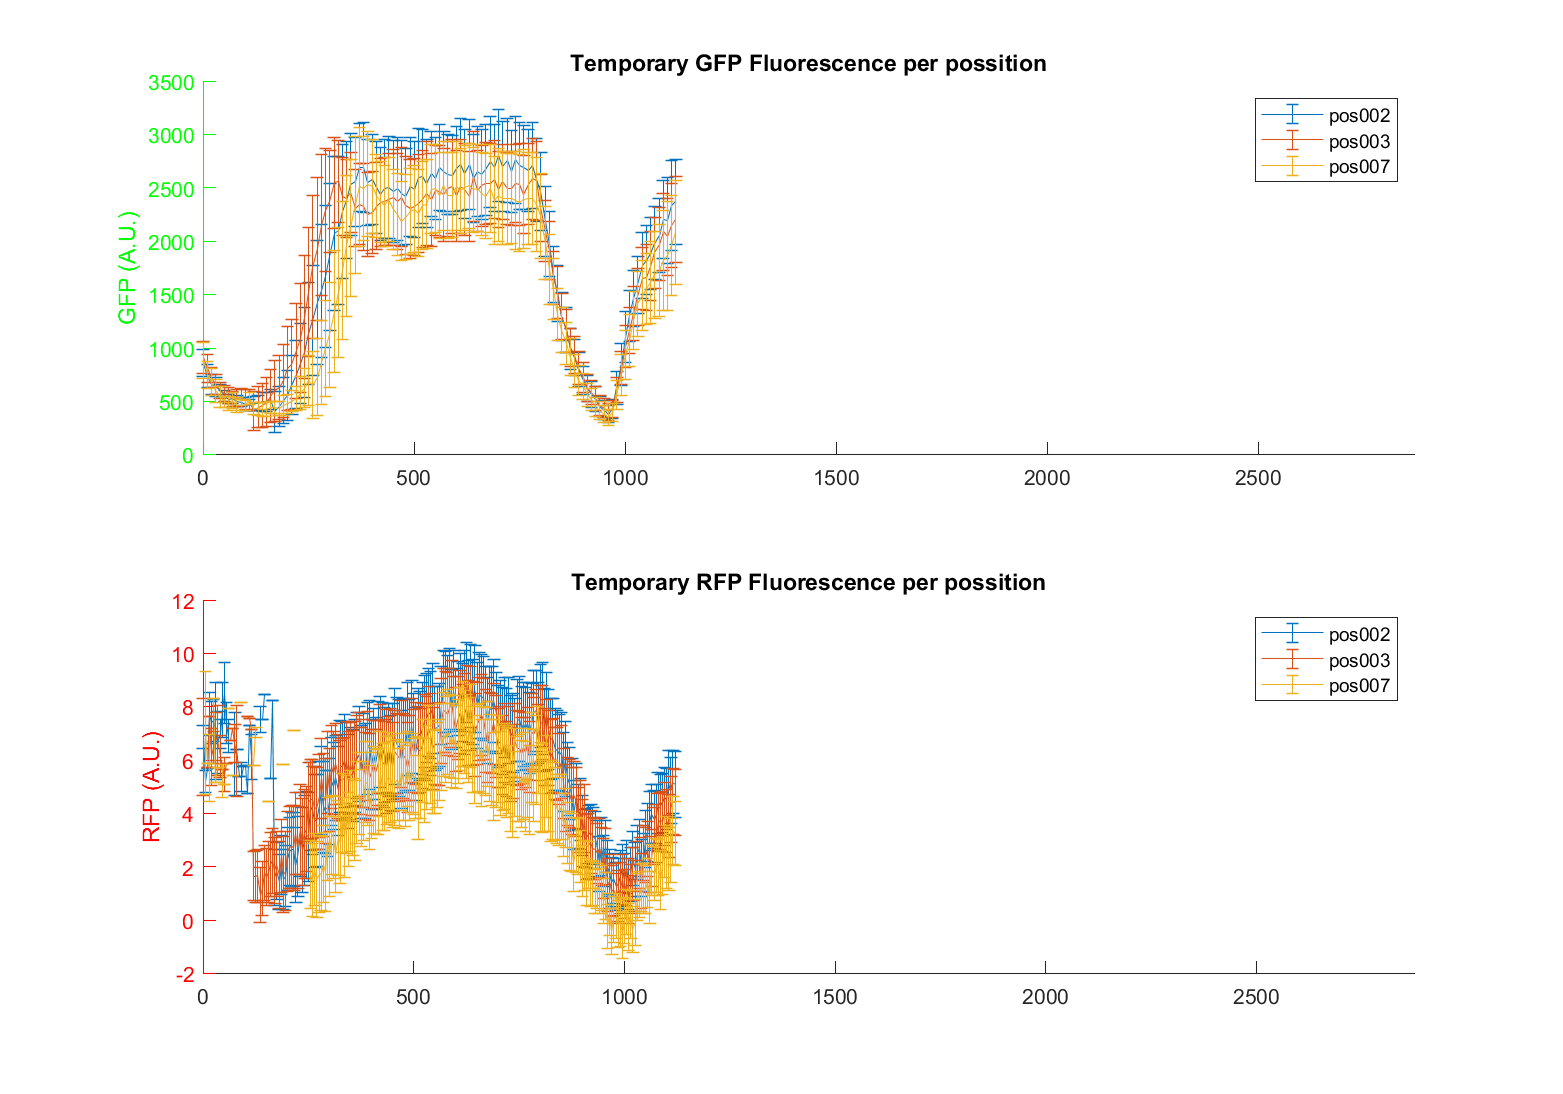 Temporary GFP Fluorescence per possition
3500
3000
2500
2000
1500
1000
500
0
GFP (A.U.)
0 500 1000 1500 2000 2500
pos002
pos003
pos007
Temporary RFP Fluorescence per possition
12
10
8
6
4
2
0
-2
RFP (A.U.)
0 500 1000 1500 2000 2500
pos002
pos003
pos007